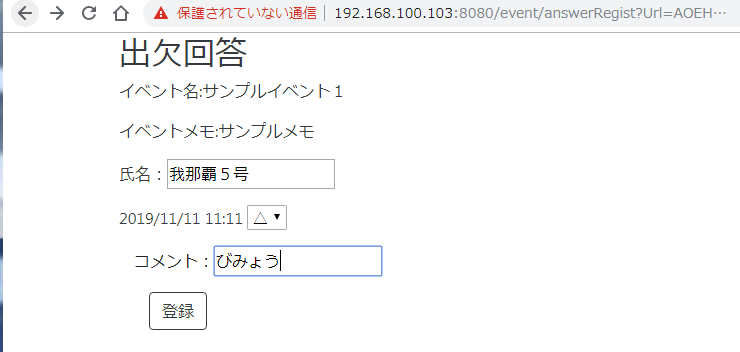 保護されていない通信 | 192.168.100.103:8080/event/answerRegist?Url=AOEH…
出欠回答
イベント名:サンプルイベント１
イベントメモ:サンプルメモ
氏名：我那覇５号
2019/11/11 11:11 △
コメント：びみょう
登録